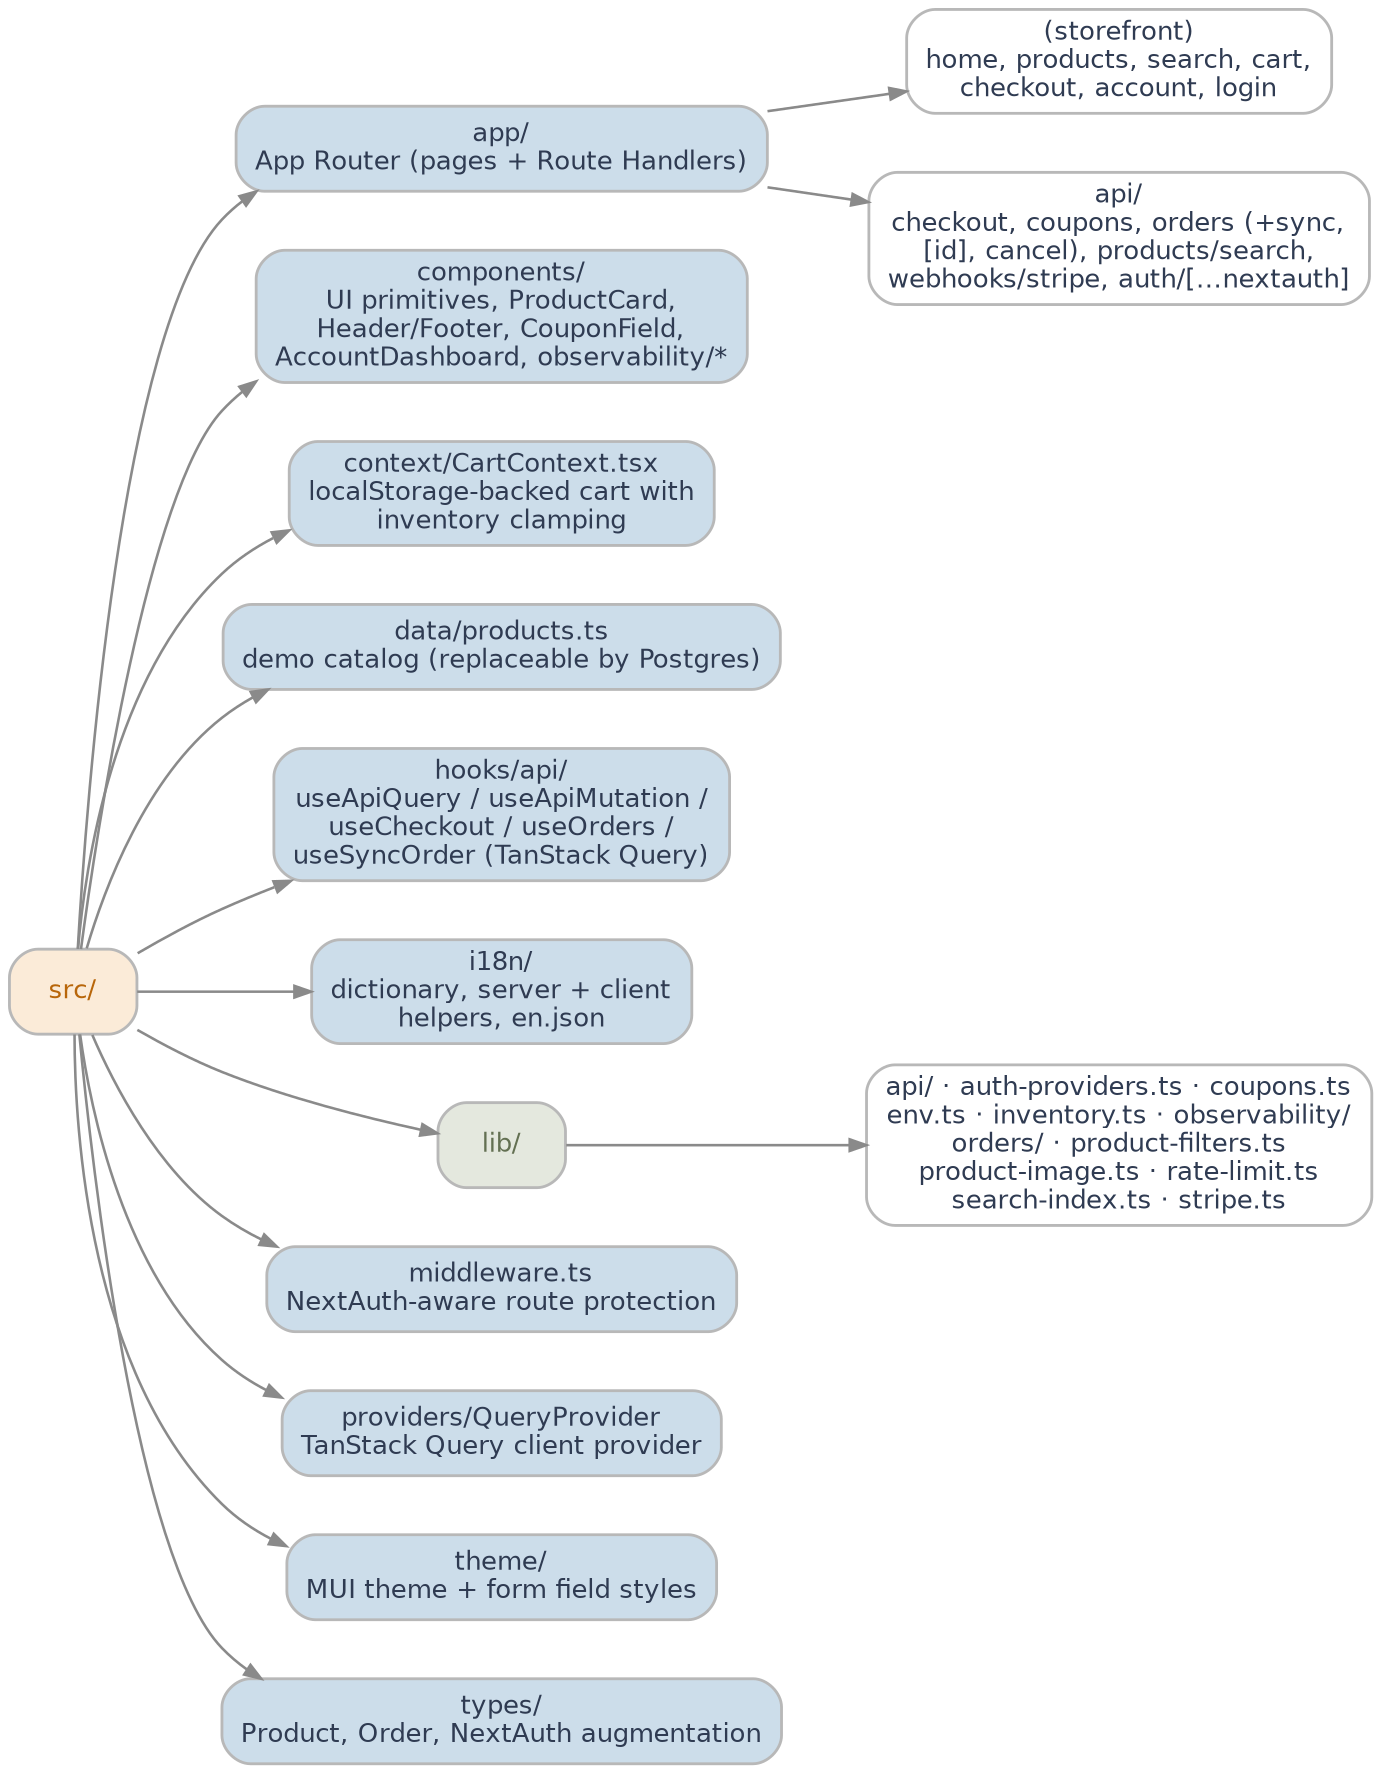 (storefront)
home, products, search, cart,
checkout, account, login
app/
App Router (pages + Route Handlers)
api/
checkout, coupons, orders (+sync,
[id], cancel), products/search,
webhooks/stripe, auth/[...nextauth]
components/
UI primitives, ProductCard,
Header/Footer, CouponField,
AccountDashboard, observability/*
context/CartContext.tsx
localStorage-backed cart with
inventory clamping
data/products.ts
demo catalog (replaceable by Postgres)
hooks/api/
useApiQuery / useApiMutation /
useCheckout / useOrders /
useSyncOrder (TanStack Query)
src/
i18n/
dictionary, server + client
helpers, en.json
lib/
api/ · auth-providers.ts · coupons.ts
env.ts · inventory.ts · observability/
orders/ · product-filters.ts
product-image.ts · rate-limit.ts
search-index.ts · stripe.ts
middleware.ts
NextAuth-aware route protection
providers/QueryProvider
TanStack Query client provider
theme/
MUI theme + form field styles
types/
Product, Order, NextAuth augmentation